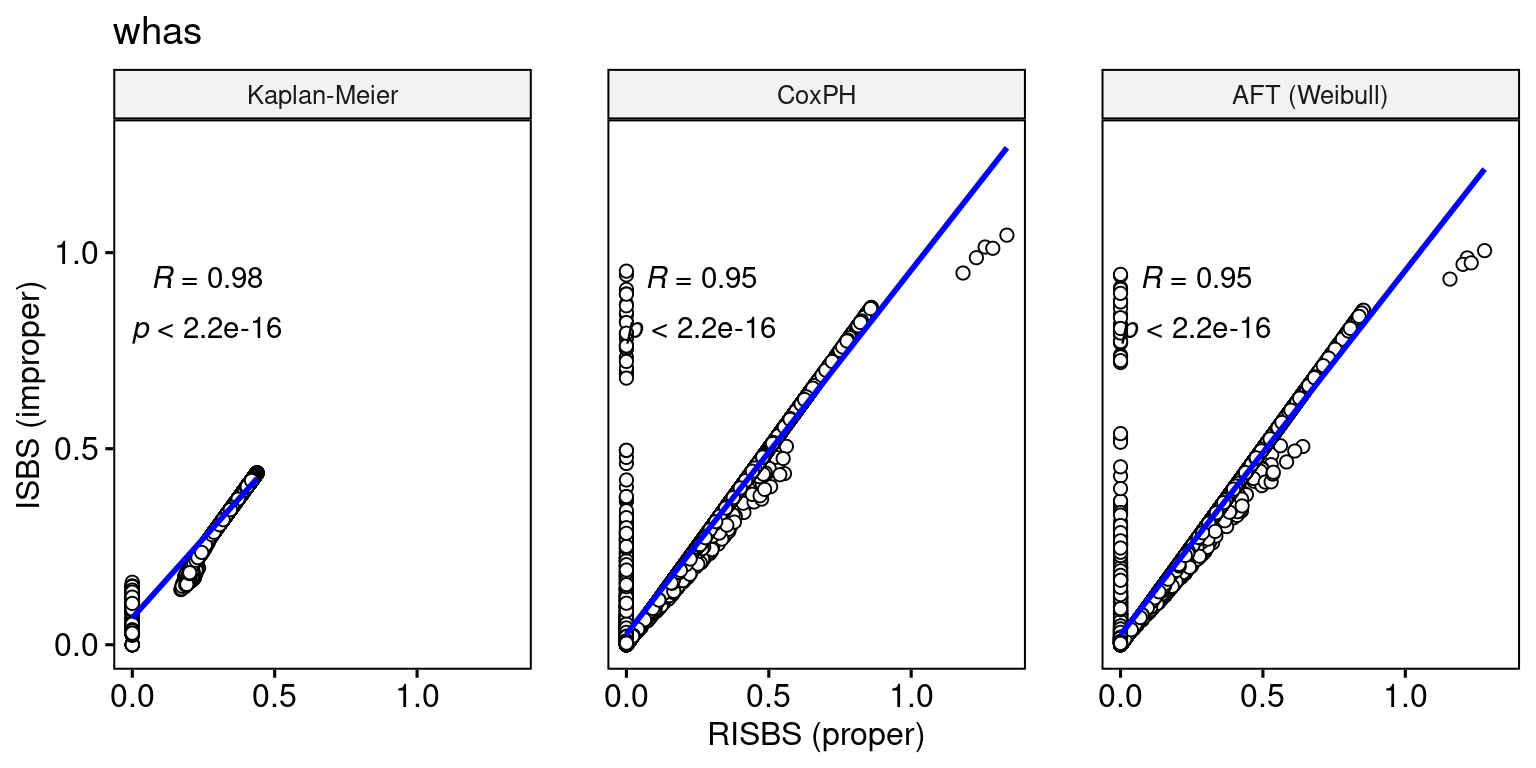 whas
Kaplan-Meier
CoxPH
AFT (Weibull)
ISBS (improper)
1.0
0.5
0.0
R = 0.98
p < 2.2e-16
R = 0.95
p < 2.2e-16
R = 0.95
p < 2.2e-16
0.0 0.5 1.0
0.0 0.5 1.0
0.0 0.5 1.0
RISBS (proper)